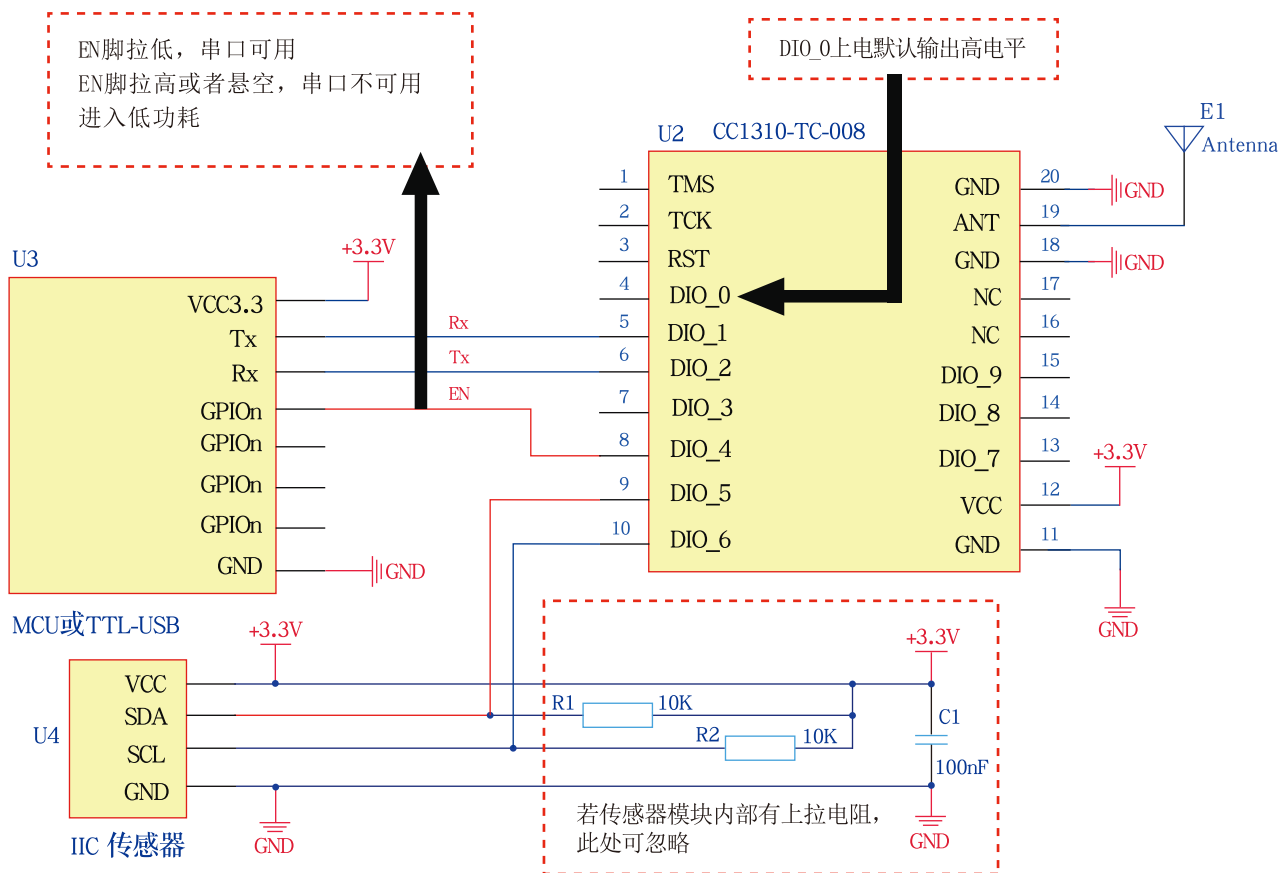 EN脚拉低，串口可用
EN脚拉高或者悬空，串口不可用
进入低功耗
DIO_0上电默认输出高电平
U2 CC1310-TC-008
E1
Antenna
1 TMS
2 TCK
3 RST
4 DIO_0
5 DIO_1
6 DIO_2
7 DIO_3
8 DIO_4
9 DIO_5
10 DIO_6
GND 20 GND
ANT 19
GND 18 GND
NC 17
NC 16
DIO_9 15
DIO_8 14
DIO_7 13
VCC 12 +3.3V
GND 11
GND
U3
+3.3V
VCC3.3
Tx Rx
Rx Tx
GPIOn EN
GPIOn
GPIOn
GPIOn
GND GND
MCU或TTL-USB
+3.3V
U4
VCC
SDA
SCL
GND
GND
IIC 传感器
+3.3V
R1 10K
R2 10K
C1
100nF
GND
若传感器模块内部有上拉电阻，
此处可忽略